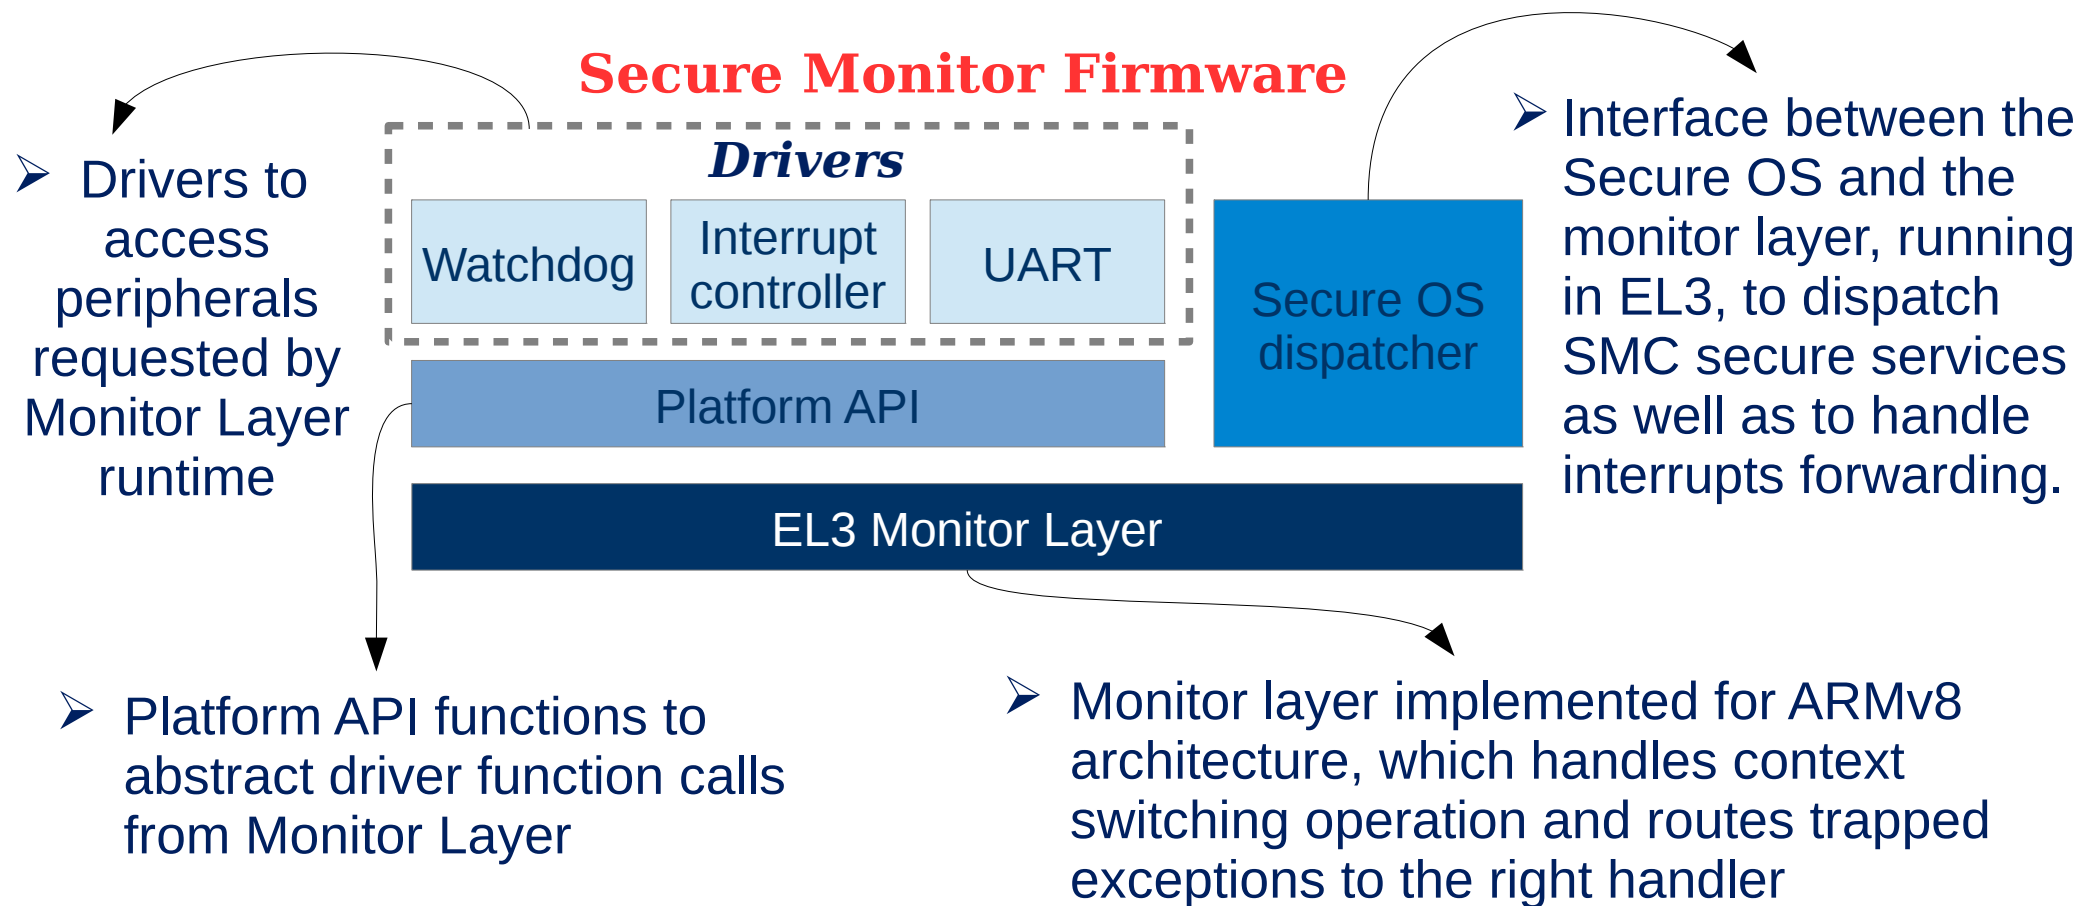 Secure Monitor Firmware
➢ Drivers to
access
peripherals
requested by
Monitor Layer
runtime
Drivers
Watchdog
Interrupt
controller
UART
Secure OS
dispatcher
Platform API
EL3 Monitor Layer
➢ Interface between the
Secure OS and the
monitor layer, running
in EL3, to dispatch
SMC secure services
as well as to handle
interrupts forwarding.
➢ Platform API functions to
abstract driver function calls
from Monitor Layer
➢ Monitor layer implemented for ARMv8
architecture, which handles context
switching operation and routes trapped
exceptions to the right handler